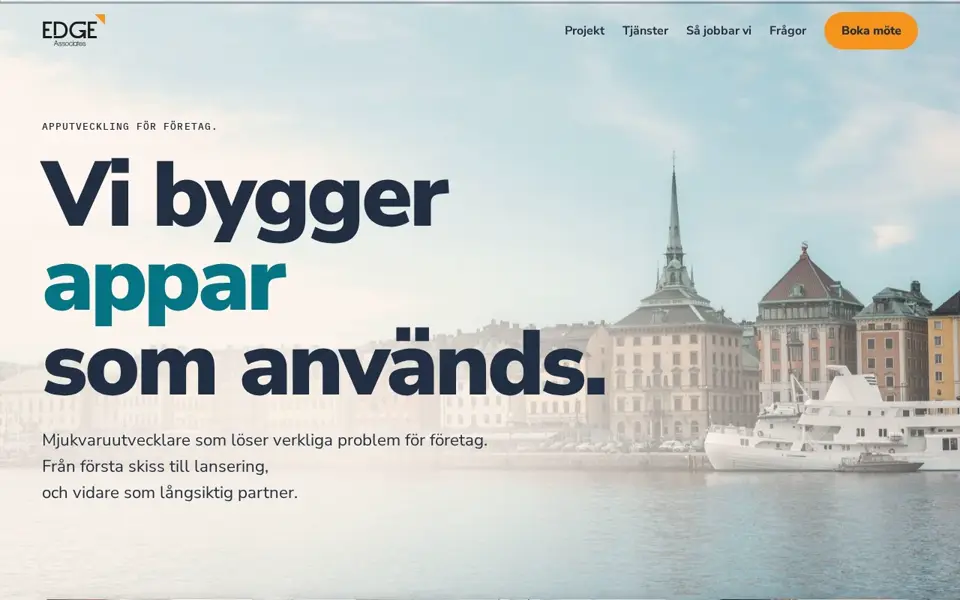 EDGE
Associates
Projekt Tjänster Så jobbar vi Frågor Boka möte
APPUTVECKLING FÖR FÖRETAG.
Vi bygger
appar
som används.
Mjukvaruutvecklare som löser verkliga problem för företag.
Från första skiss till lansering,
och vidare som långsiktig partner.